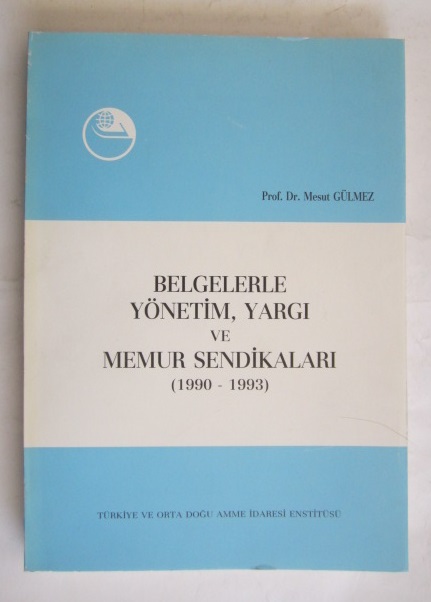 Prof. Dr. Mesut GÜLMEZ
BELGELERLE
YÖNETİM, YARGI
VE
MEMUR SENDİKALARI
(1990 - 1993)
TÜRKİYE VE ORTA DOĞU AMME İDARESİ ENSTİTÜSÜ